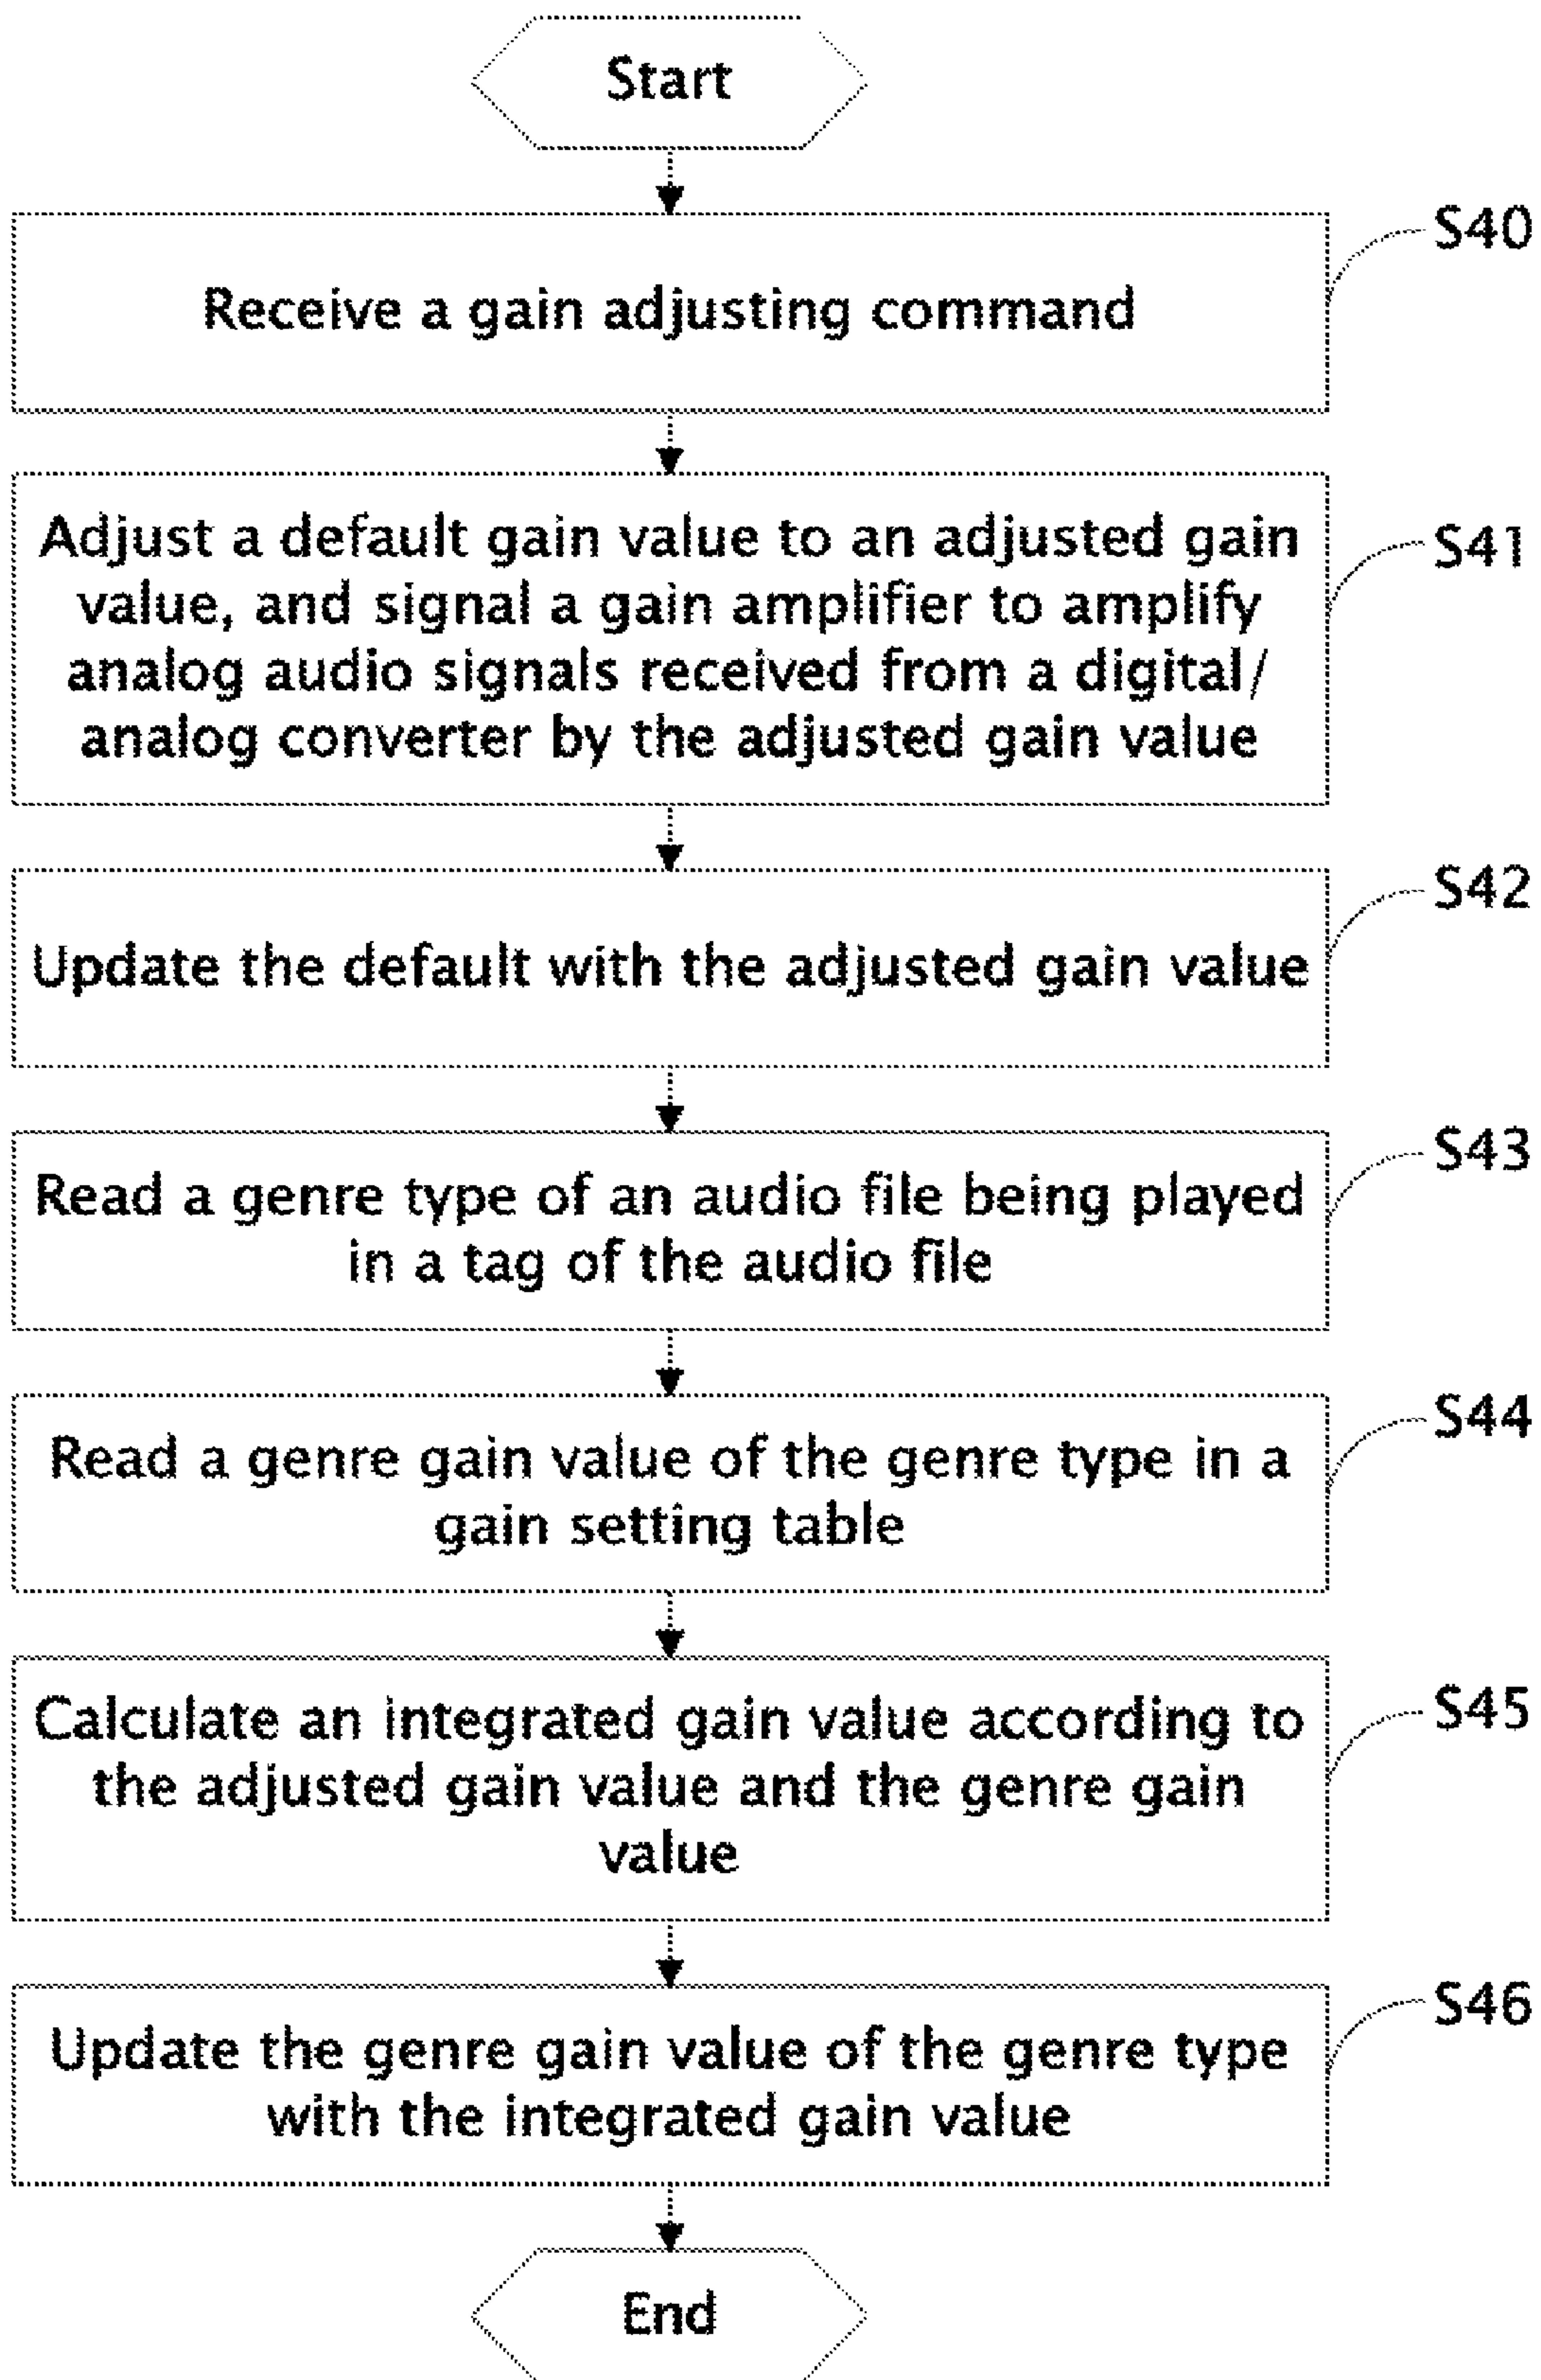 Start
S40
Receive a gain adjusting command
Adjust a default gain value to an adjusted gain
S41
value, and signal a gain amplifier to amplify
analog audio signals received from a digital/
analog converter by the adjusted gain value
S42
Update the default with the adjusted gain value
S43
Read a genre type of an audio file being played
in a tag of the audio file
S44
Read a genre gain value of the genre type in a
gain setting table
S45
Calculate an integrated gain value according to
the adjusted gain value and the genre gain
value
S46
Update the genre gain value of the genre type
with the integrated gain value
End